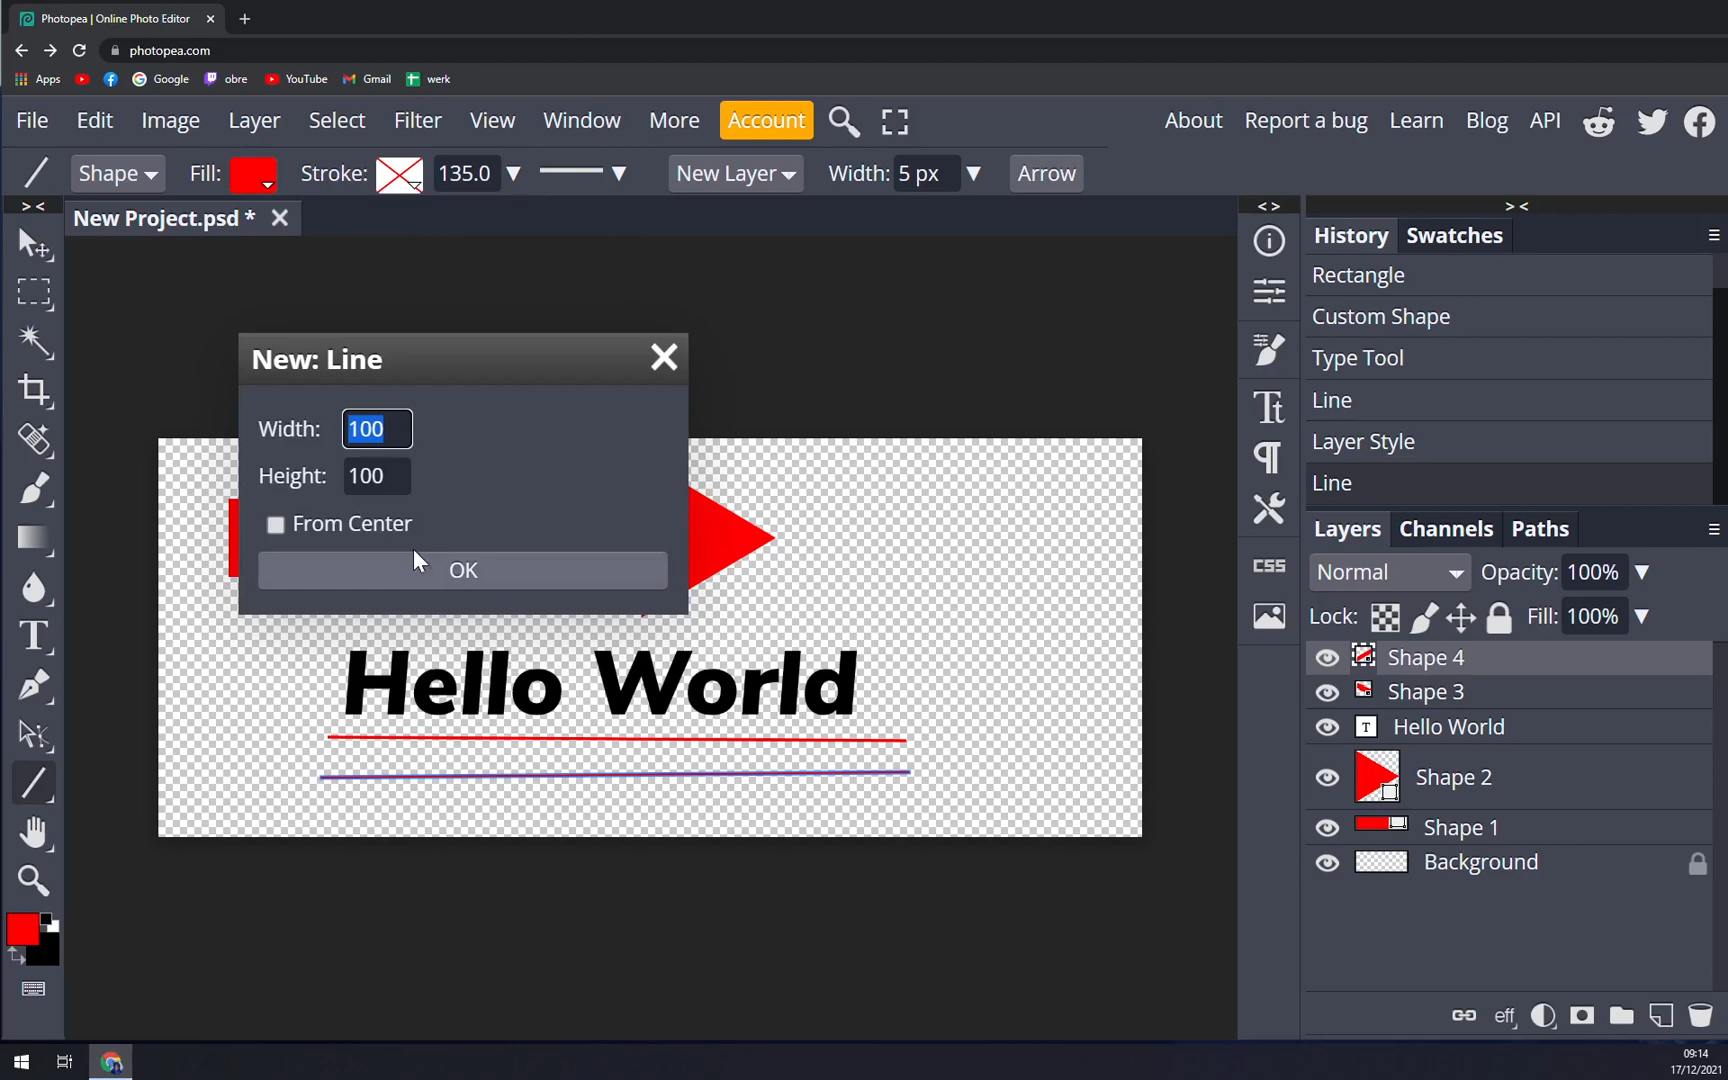 Photopea | Online Photo Editor
photopea.com
Apps Google obre YouTube Gmail werk
File Edit Image Layer Select Filter View Window More Account About Report a bug Learn Blog API
Shape Fill: Stroke: 135.0 New Layer Width: 5 px Arrow
> < < > > <
New Project.psd *
History Swatches
Rectangle
Custom Shape
Type Tool
Line
Layer Style
Line
New: Line
Width: 100
Height: 100
From Center
OK
Hello World
CSS
Layers Channels Paths
Normal Opacity: 100%
Lock: Fill: 100%
Shape 4
Shape 3
Hello World
Shape 2
Shape 1
Background
eff
09:14
17/12/2021